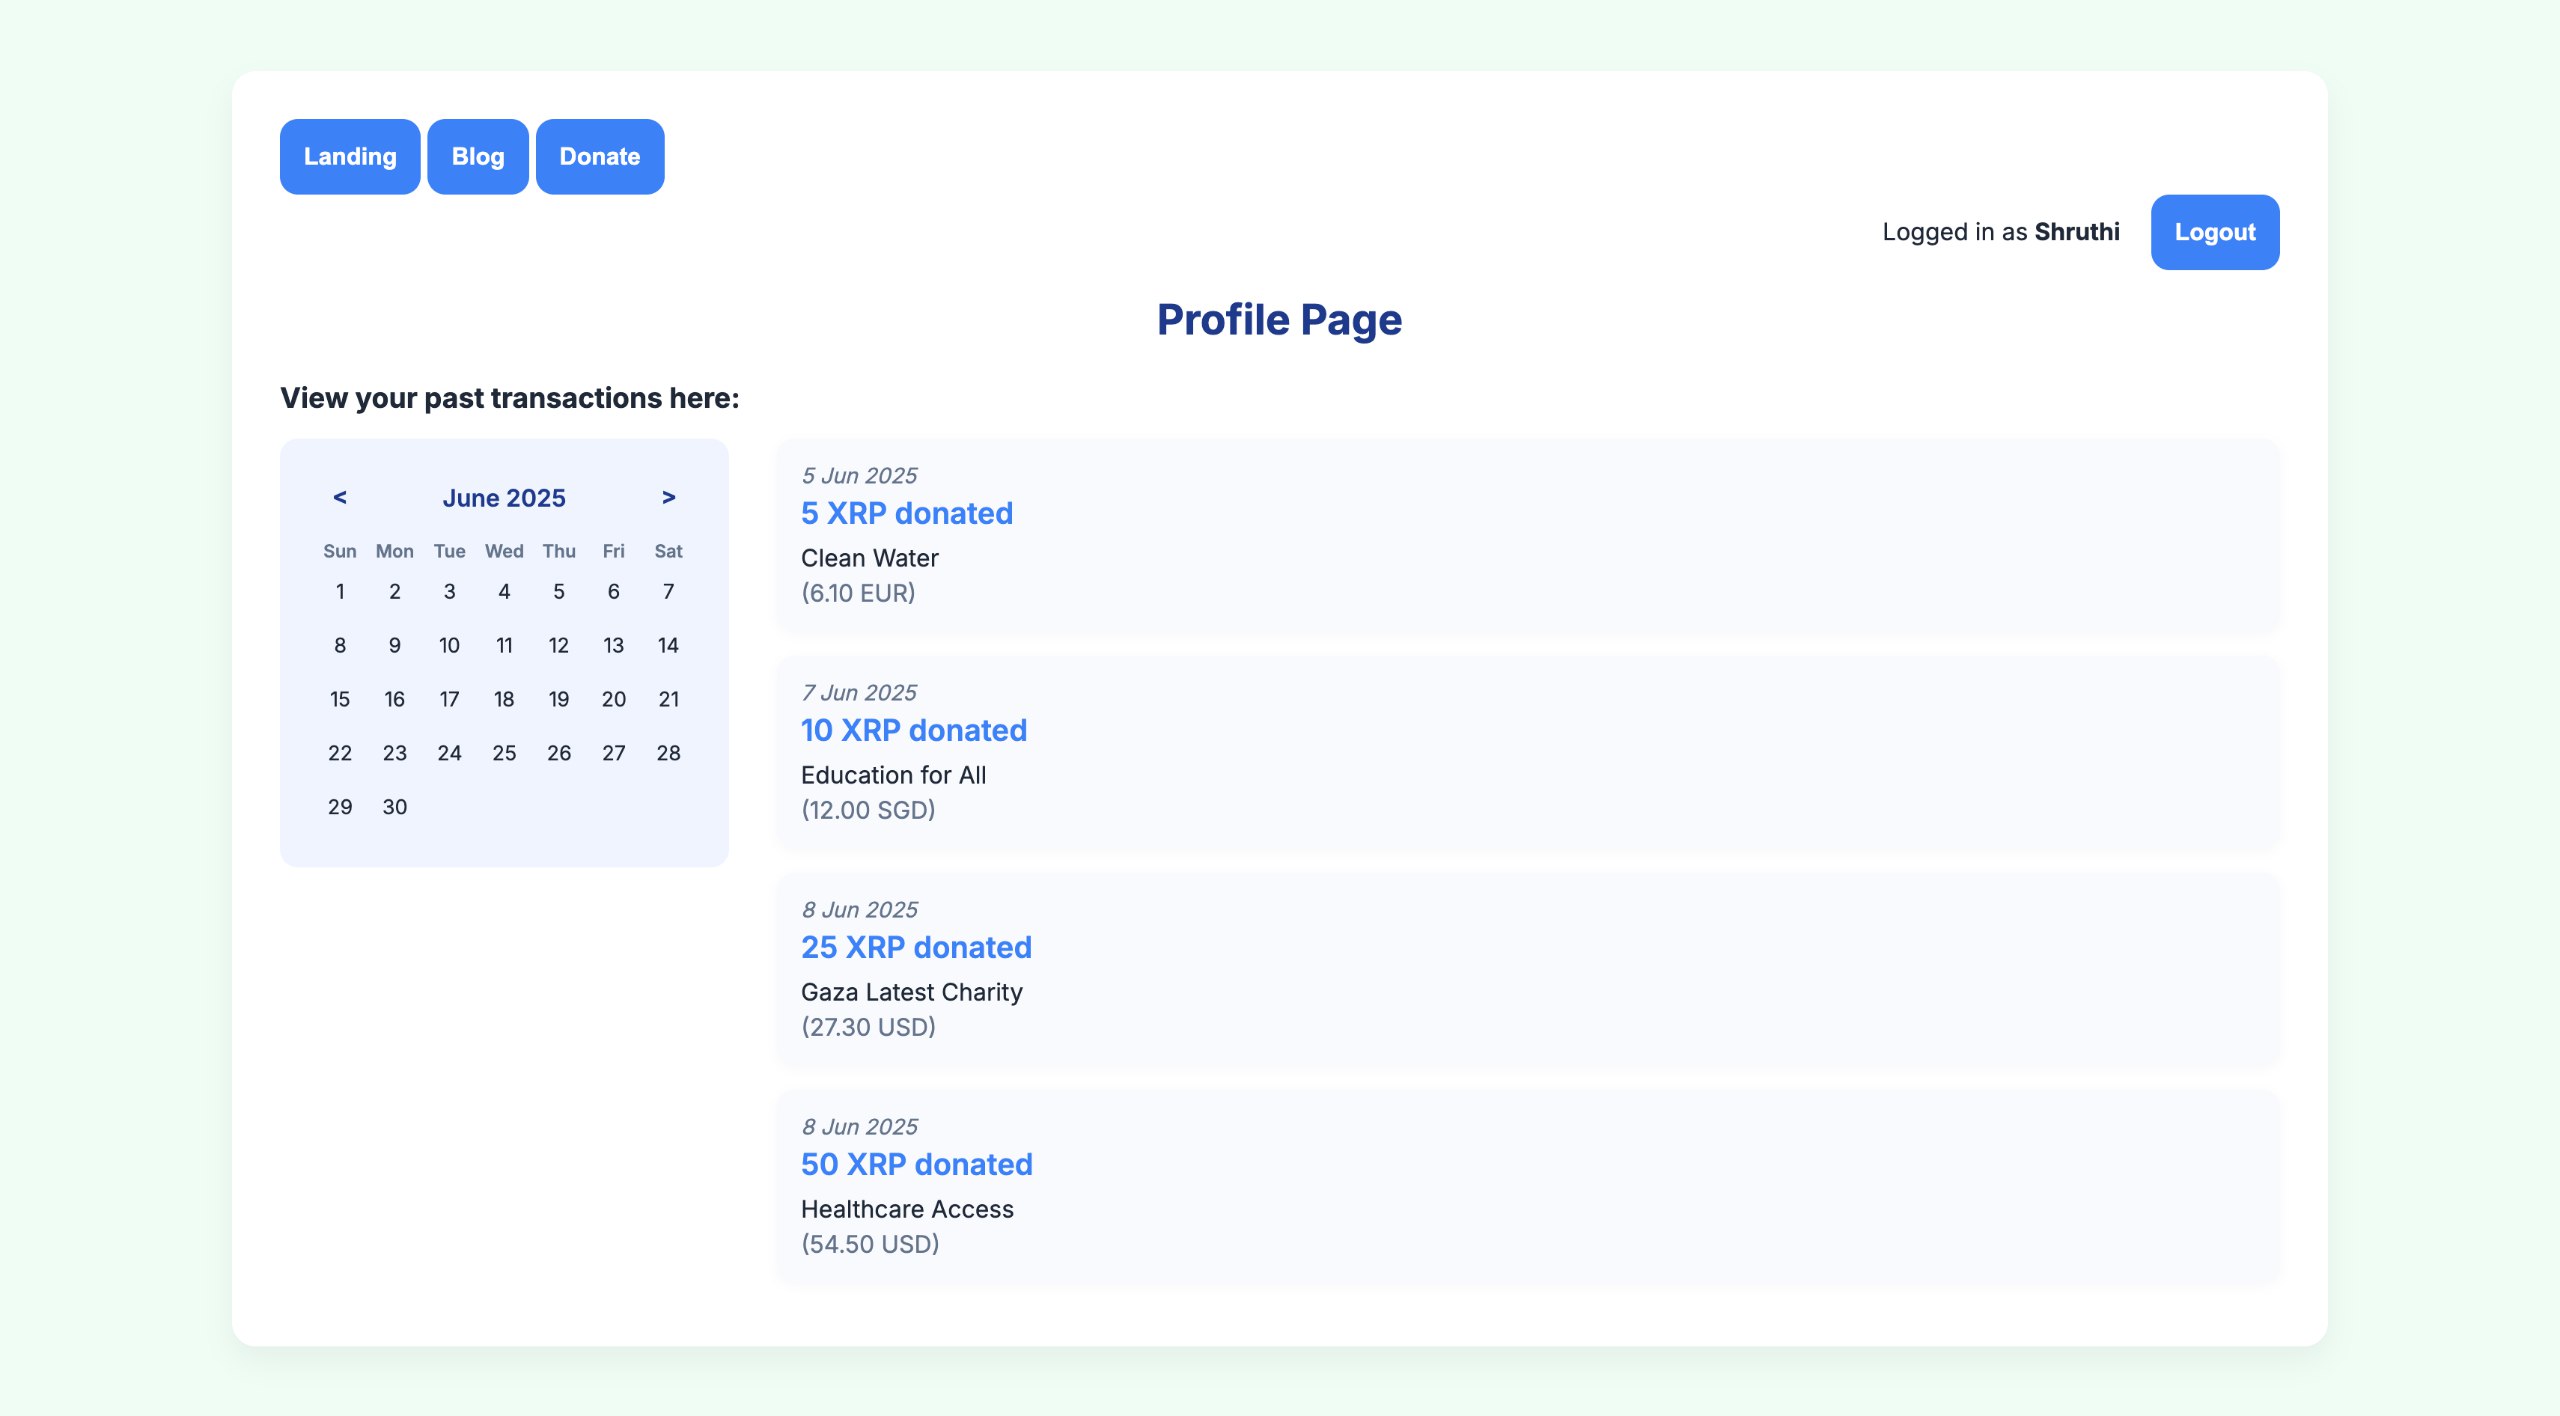 Landing Blog Donate
Logged in as Shruthi Logout
Profile Page
View your past transactions here:
< June 2025 >
Sun Mon Tue Wed Thu Fri Sat
1 2 3 4 5 6 7
8 9 10 11 12 13 14
15 16 17 18 19 20 21
22 23 24 25 26 27 28
29 30
5 Jun 2025
5 XRP donated
Clean Water
(6.10 EUR)
7 Jun 2025
10 XRP donated
Education for All
(12.00 SGD)
8 Jun 2025
25 XRP donated
Gaza Latest Charity
(27.30 USD)
8 Jun 2025
50 XRP donated
Healthcare Access
(54.50 USD)